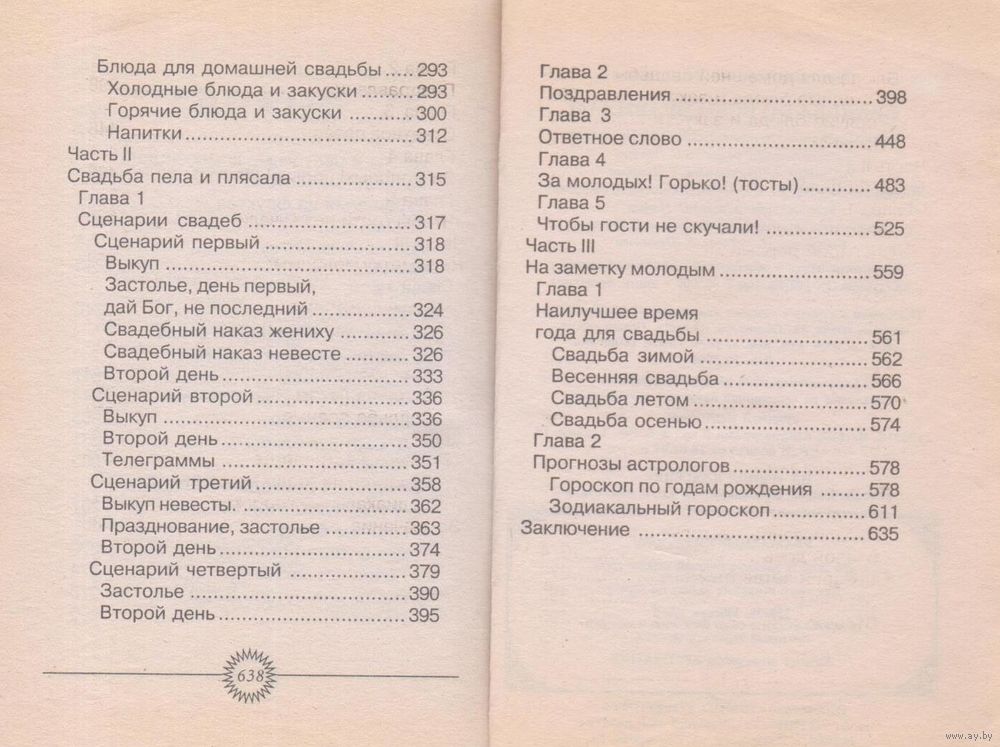 Блюда для домашней свадьбы.....293
Холодные блюда и закуски............293
Горячие блюда и закуски.............300
Напитки...................................312
Часть II
Свадьба пела и плясала..................315
Глава 1
Сценарии свадеб..........................317
Сценарий первый......................318
Выкуп.....................................318
Застолье, день первый,
дай Бог, не последний..................324
Свадебный наказ жениху............326
Свадебный наказ невесте............326
Второй день............................333
Сценарий второй......................336
Выкуп.....................................336
Второй день............................350
Телеграммы............................351
Сценарий третий......................358
Выкуп невесты.........................362
Празднование, застолье.............363
Второй день............................374
Сценарий четвертый..................379
Застолье.................................390
Второй день............................395
638
Глава 2
Поздравления............................398
Глава 3
Ответное слово..........................448
Глава 4
За молодых! Горько! (тосты)............483
Глава 5
Чтобы гости не скучали!................525
Часть III
На заметку молодым.....................559
Глава 1
Наилучшее время
года для свадьбы........................561
Свадьба зимой..........................562
Весенняя свадьба......................566
Свадьба летом..........................570
Свадьба осенью........................574
Глава 2
Прогнозы астрологов...................578
Гороскоп по годам рождения.........578
Зодиакальный гороскоп...............611
Заключение...............................635
www.ay.by